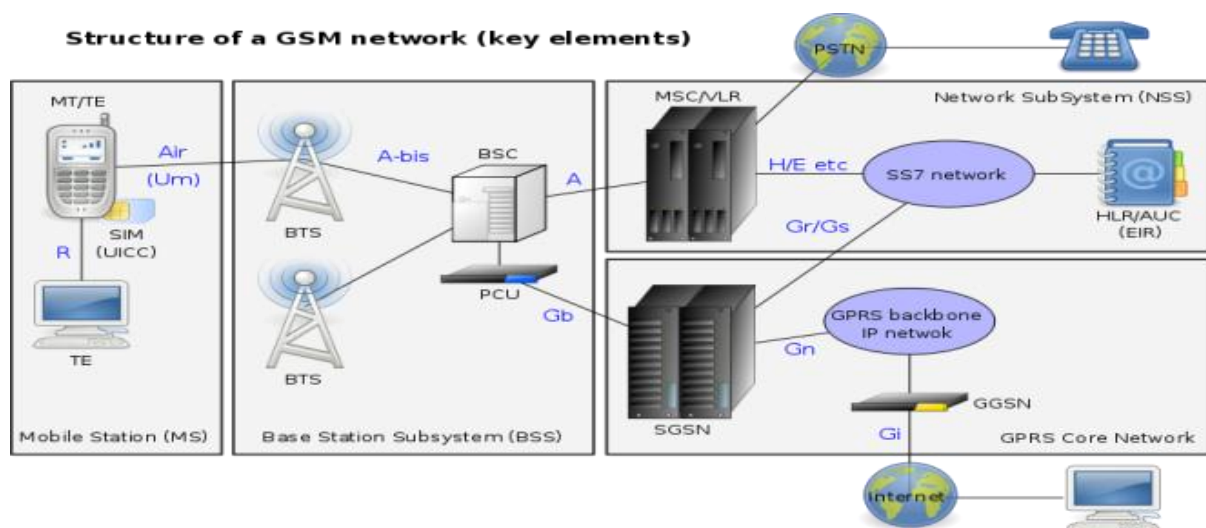 Structure of a GSM network (key elements)
PSTN
MT/TE
Air
(Um)
SIM
(UICC)
R
TE
Mobile Station (MS)
BTS
A-bis
BSC
BTS
PCU
Gb
Base Station Subsystem (BSS)
A
MSC/VLR
Network SubSystem (NSS)
H/E etc
SS7 network
HLR/AUC
(EIR)
Gr/Gs
SGSN
Gn
GPRS backbone
IP netwok
GGSN
Gi
GPRS Core Network
Internet